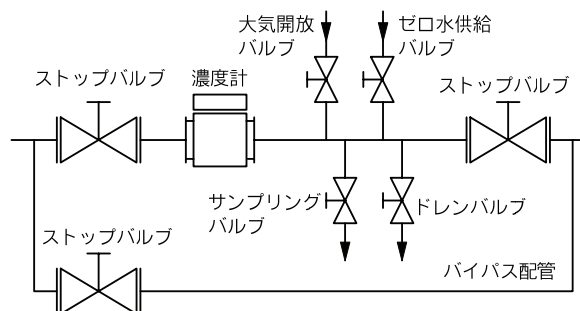 大気開放
バルブ
ゼロ水供給
バルブ
ストップバルブ
濃度計
ストップバルブ
サンプリング
バルブ
ドレンバルブ
ストップバルブ
バイパス配管